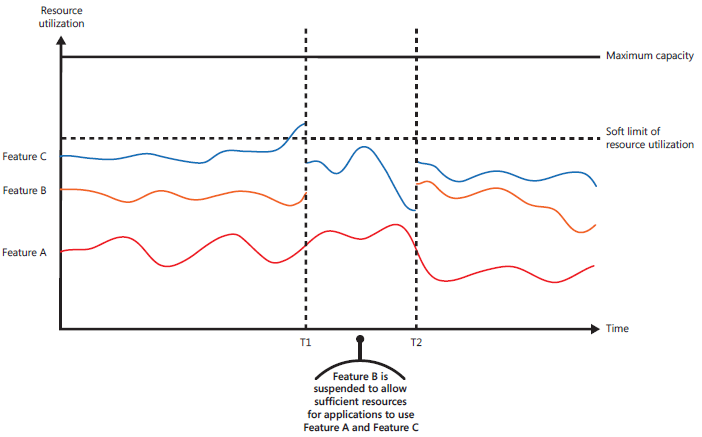 Resource
utilization
Maximum capacity
Soft limit of
resource utilization
Feature C
Feature B
Feature A
Time
T1
T2
Feature B is
suspended to allow
sufficient resources
for applications to use
Feature A and Feature C